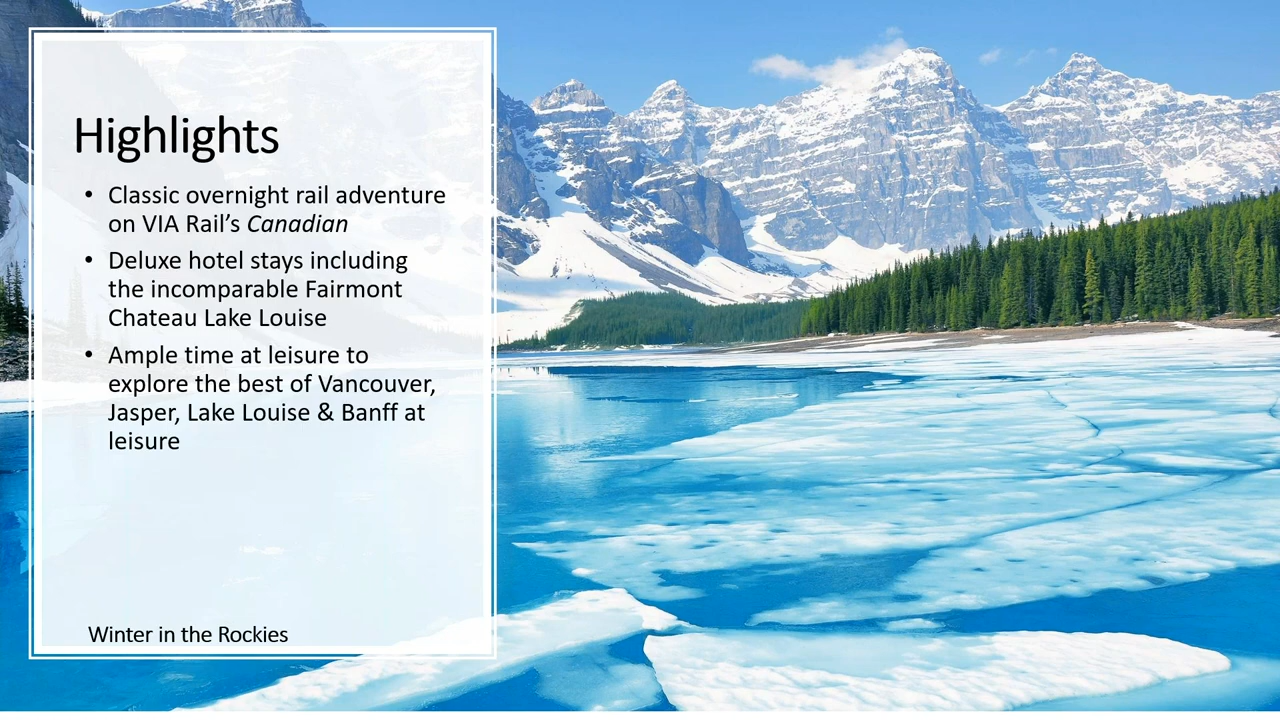 Highlights
• Classic overnight rail adventure
on VIA Rail’s Canadian
• Deluxe hotel stays including
the incomparable Fairmont
Chateau Lake Louise
• Ample time at leisure to
explore the best of Vancouver,
Jasper, Lake Louise & Banff at
leisure
Winter in the Rockies